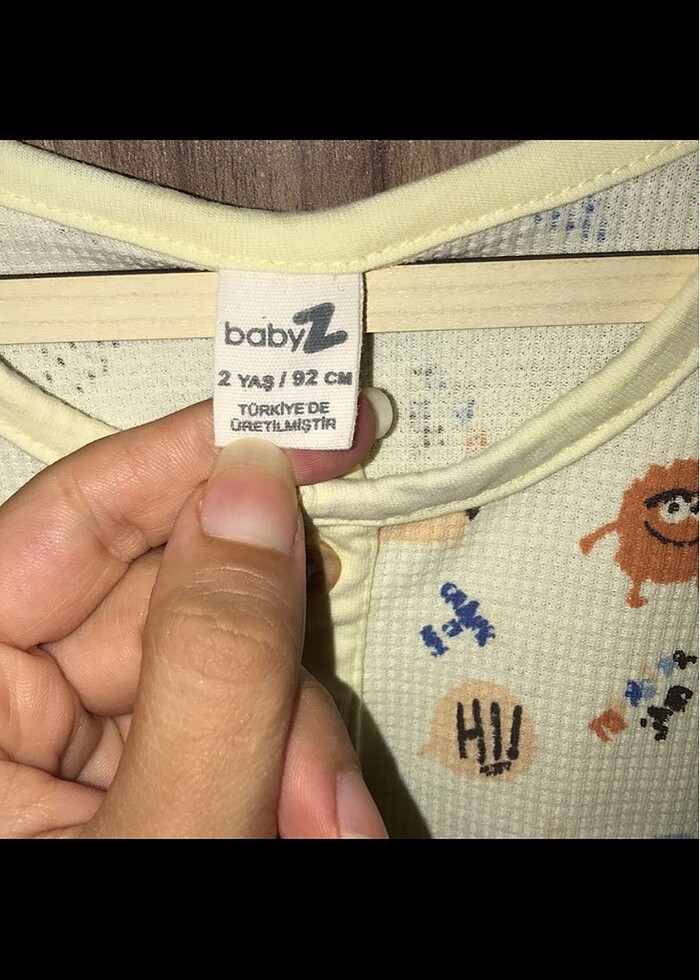 babyZ
2 YAŞ / 92 CM
TÜRKİYE'DE
ÜRETİLMİŞTİR
HI!